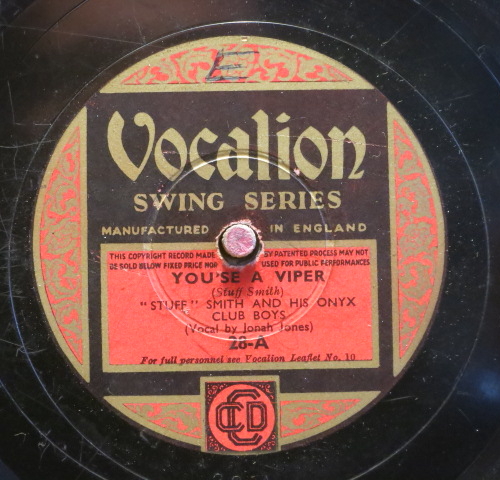 E
Vocalion
SWING SERIES
MANUFACTURED IN ENGLAND
THIS COPYRIGHT RECORD MADE BY PATENTED PROCESS MAY NOT
BE SOLD BELOW FIXED PRICE NOR USED FOR PUBLIC PERFORMANCES
YOU'SE A VIPER
(Stuff Smith)
"STUFF" SMITH AND HIS ONYX
CLUB BOYS
(Vocal by Jonah Jones)
28-A
For full personnel see Vocalion Leaflet No. 10
CCD